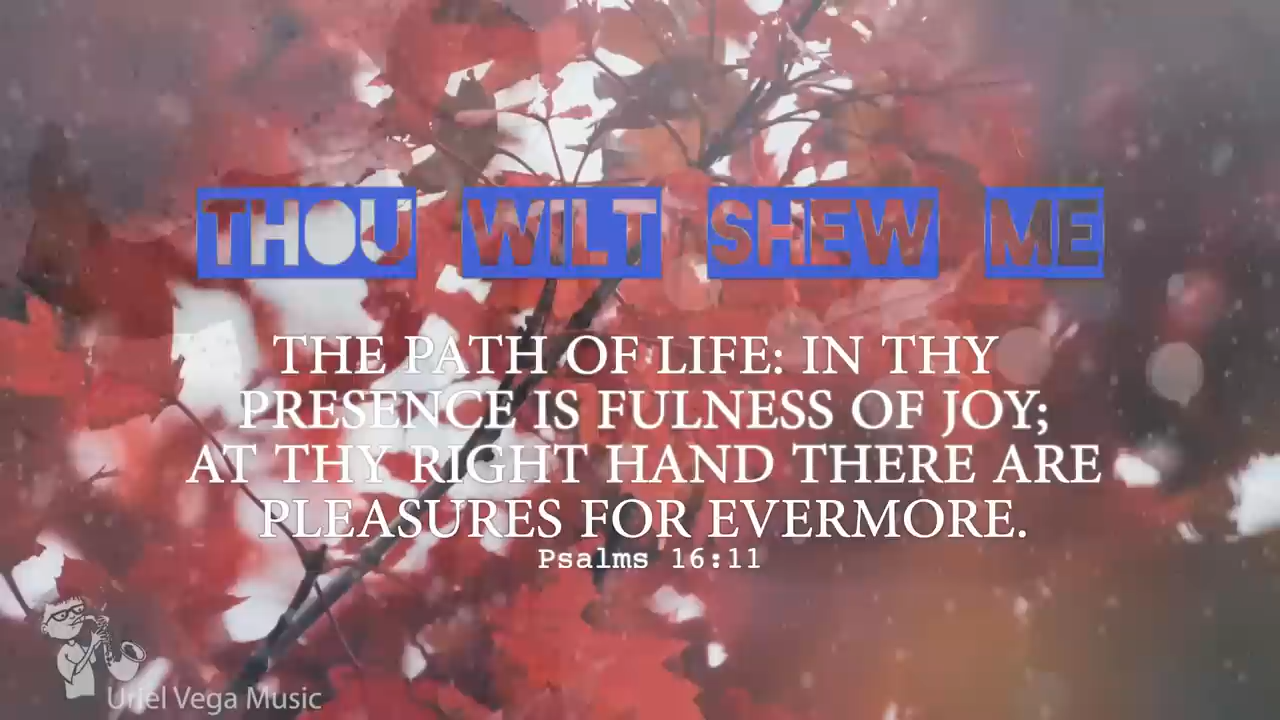 THOU WILT SHEW ME
THE PATH OF LIFE: IN THY
PRESENCE IS FULNESS OF JOY;
AT THY RIGHT HAND THERE ARE
PLEASURES FOR EVERMORE.
Psalms 16:11
Uriel Vega Music